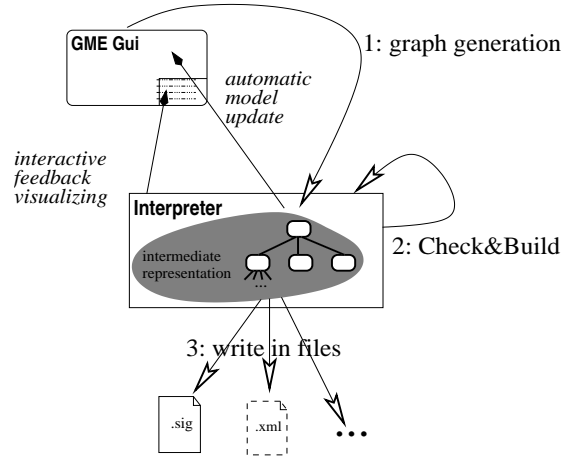 GME Gui
1: graph generation
automatic
model
update
interactive
feedback
visualizing
Interpreter
intermediate
representation
...
2: Check&Build
3: write in files
.sig
.xml
...